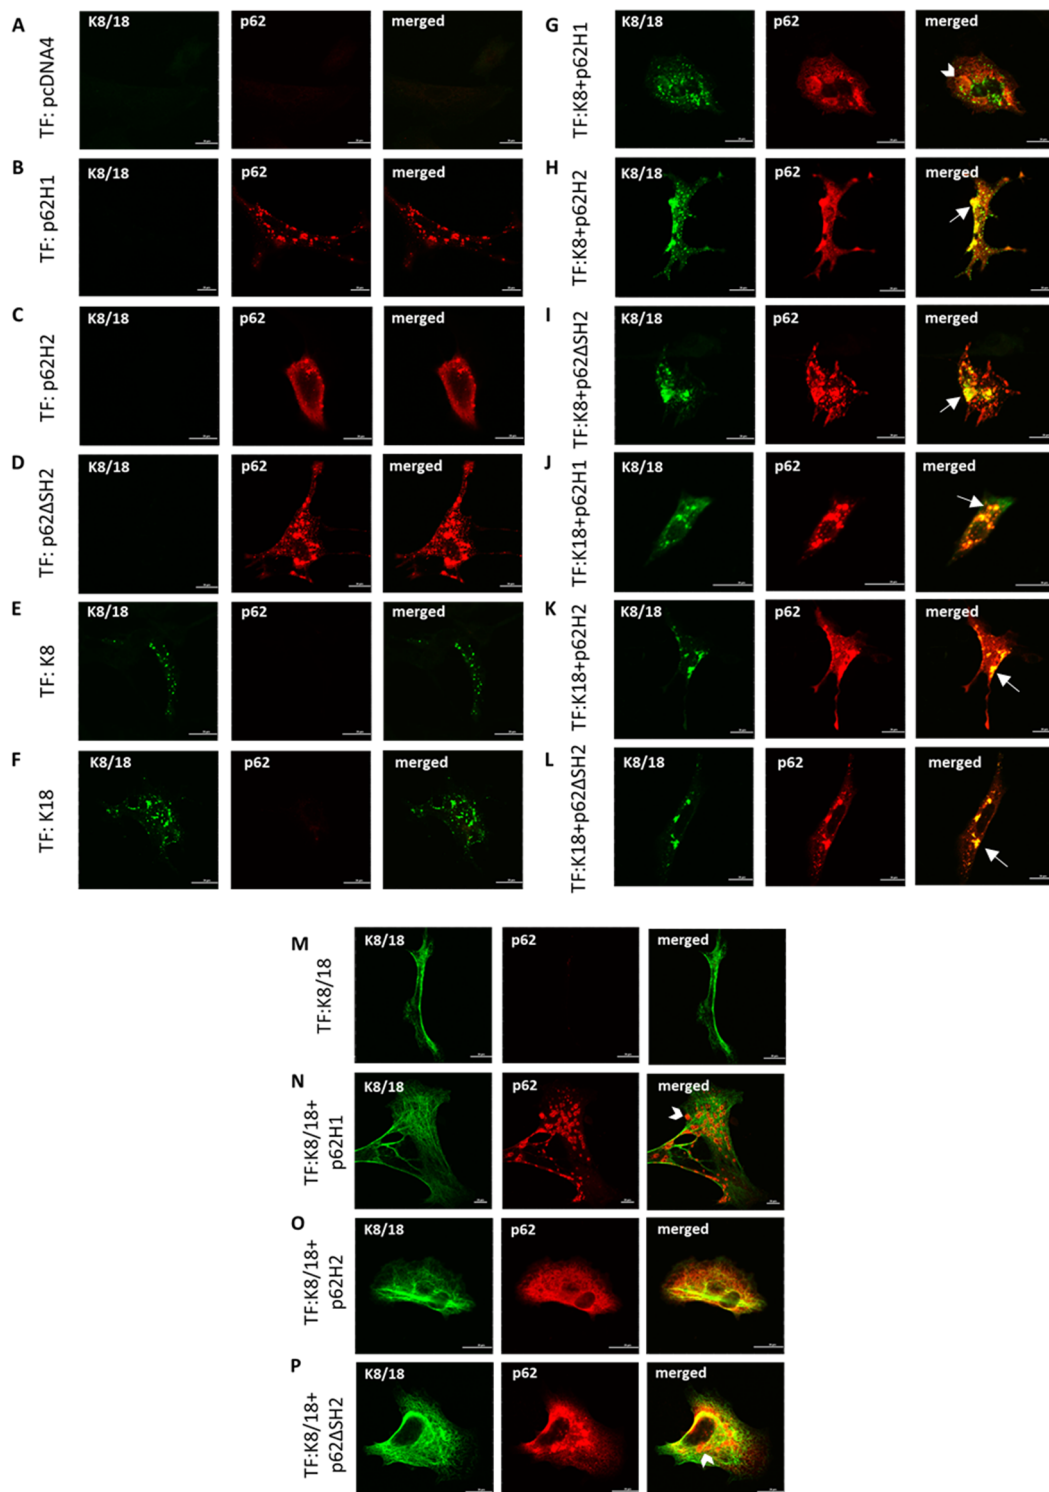 A
TF: pcDNA4
K8/18 p62 merged
B
TF: p62H1
K8/18 p62 merged
C
TF: p62H2
K8/18 p62 merged
D
TF: p62ΔSH2
K8/18 p62 merged
E
TF: K8
K8/18 p62 merged
F
TF: K18
K8/18 p62 merged
G
TF:K8+p62H1
K8/18 p62 merged
H
TF:K8+p62H2
K8/18 p62 merged
I
TF:K8+p62ΔSH2
K8/18 p62 merged
J
TF:K18+p62H1
K8/18 p62 merged
K
TF:K18+p62H2
K8/18 p62 merged
L
TF:K18+p62ΔSH2
K8/18 p62 merged
M
TF:K8/18
K8/18 p62 merged
N
TF:K8/18+
p62H1
K8/18 p62 merged
O
TF:K8/18+
p62H2
K8/18 p62 merged
P
TF:K8/18+
p62ΔSH2
K8/18 p62 merged